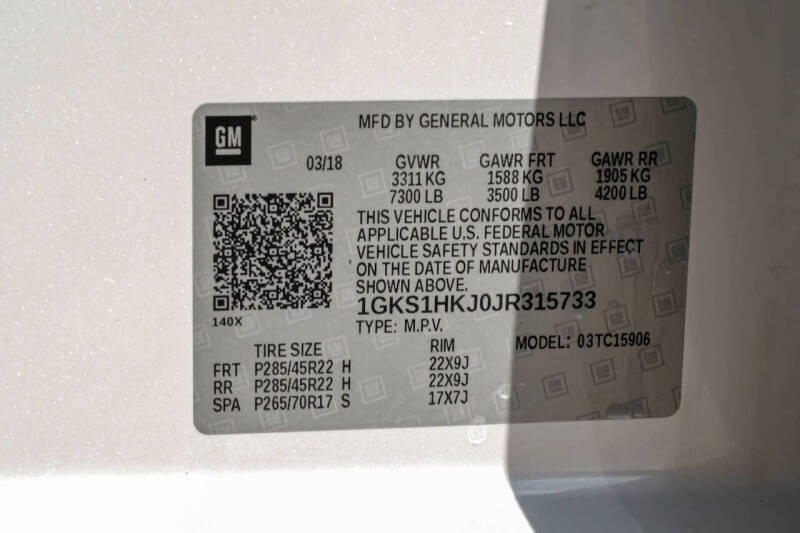 GM
MFD BY GENERAL MOTORS LLC
03/18 GVWR GAWR FRT GAWR RR
3311 KG 1588 KG 1905 KG
7300 LB 3500 LB 4200 LB
THIS VEHICLE CONFORMS TO ALL
APPLICABLE U.S. FEDERAL MOTOR
VEHICLE SAFETY STANDARDS IN EFFECT
ON THE DATE OF MANUFACTURE
SHOWN ABOVE.
1GKS1HKJ0JR315733
140X
TYPE: M.P.V. MODEL: 03TC15906
TIRE SIZE RIM
FRT P285/45R22 H 22X9J
RR P285/45R22 H 22X9J
SPA P265/70R17 S 17X7J